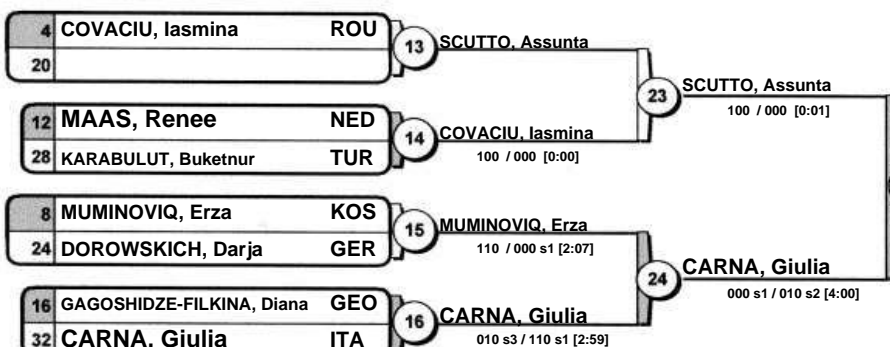 4 COVACIU, Iasmina ROU
20
13 SCUTTO, Assunta
23 SCUTTO, Assunta
100 / 000 [0:01]
12 MAAS, Renee NED
28 KARABULUT, Buketnur TUR
14 COVACIU, Iasmina
100 / 000 [0:00]
8 MUMINOVIQ, Erza KOS
24 DOROWSKICH, Darja GER
15 MUMINOVIQ, Erza
110 / 000 s1 [2:07]
24 CARNA, Giulia
000 s1 / 010 s2 [4:00]
16 GAGOSHIDZE-FILKINA, Diana GEO
32 CARNA, Giulia ITA
16 CARNA, Giulia
010 s3 / 110 s1 [2:59]